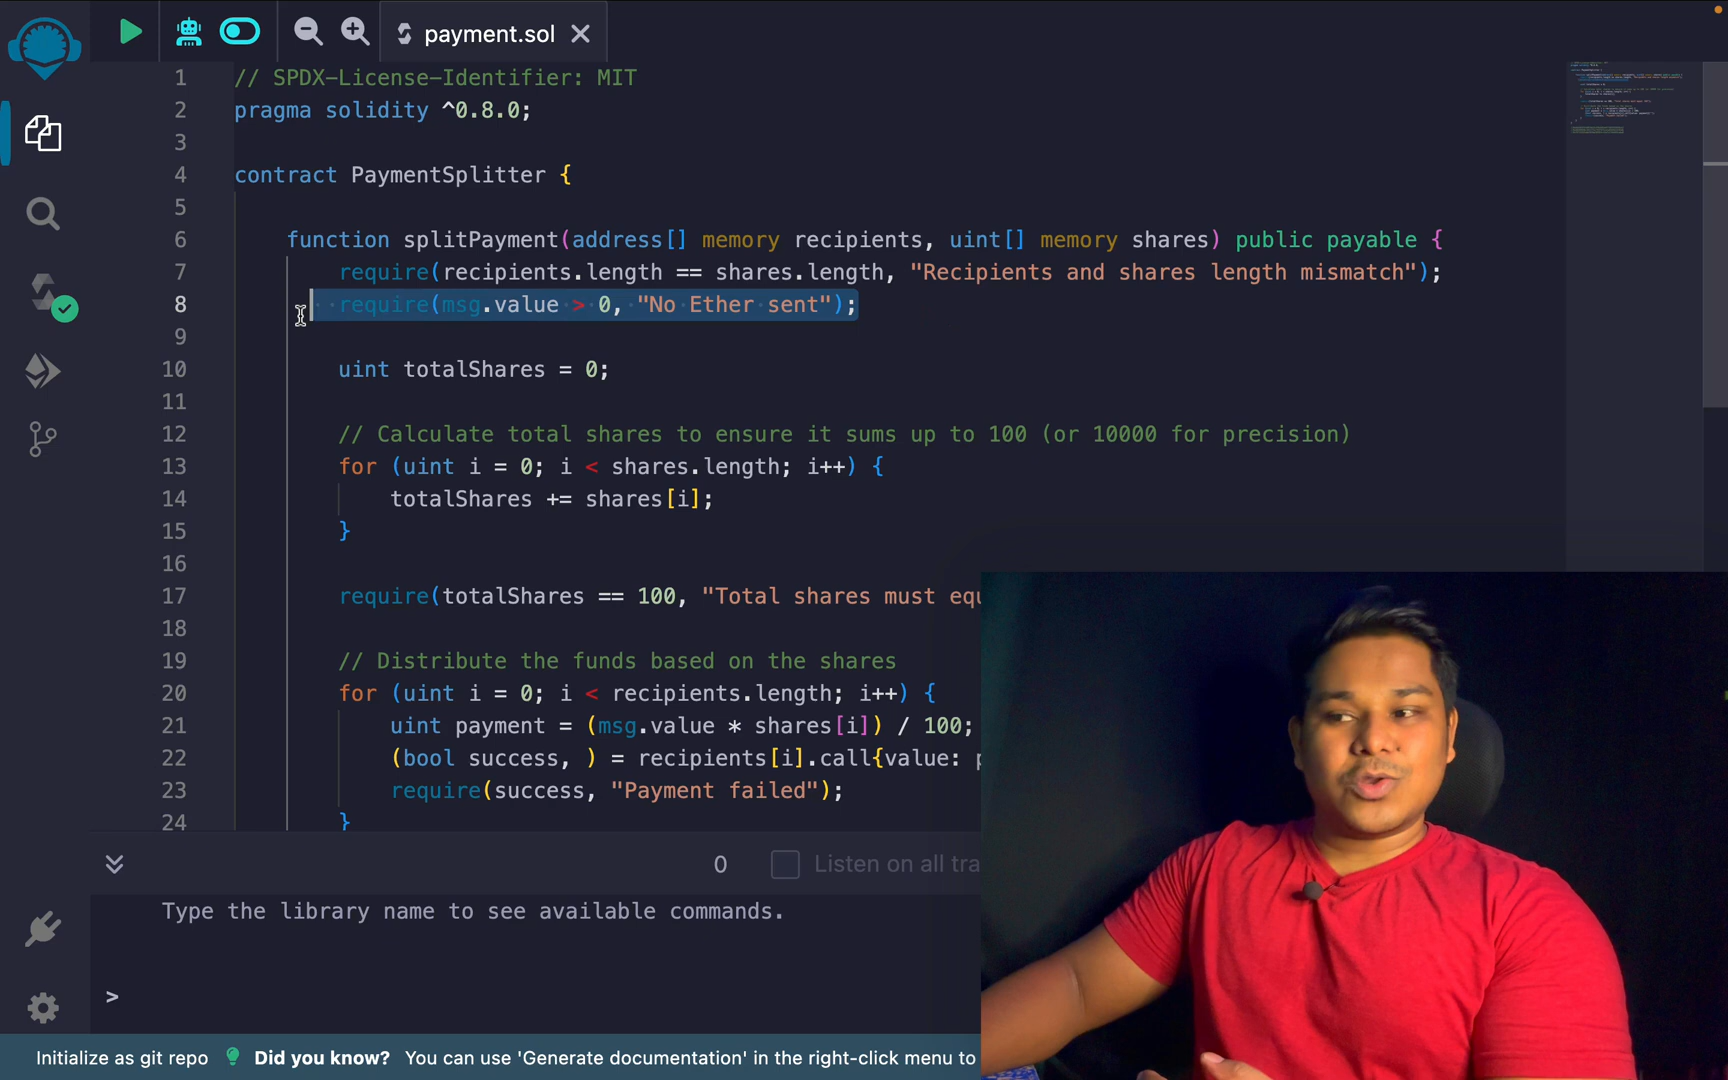 payment.sol
1 // SPDX-License-Identifier: MIT
2 pragma solidity ^0.8.0;
3
4 contract PaymentSplitter {
5
6 function splitPayment(address[] memory recipients, uint[] memory shares) public payable {
7 require(recipients.length == shares.length, "Recipients and shares length mismatch");
8 require(msg.value > 0, "No Ether sent");
9
10 uint totalShares = 0;
11
12 // Calculate total shares to ensure it sums up to 100 (or 10000 for precision)
13 for (uint i = 0; i < shares.length; i++) {
14 totalShares += shares[i];
15 }
16
17 require(totalShares == 100, "Total shares must equ
18
19 // Distribute the funds based on the shares
20 for (uint i = 0; i < recipients.length; i++) {
21 uint payment = (msg.value * shares[i]) / 100;
22 (bool success, ) = recipients[i].call{value: p
23 require(success, "Payment failed");
24 }
0 Listen on all tra
Type the library name to see available commands.
>
Initialize as git repo Did you know? You can use 'Generate documentation' in the right-click menu to